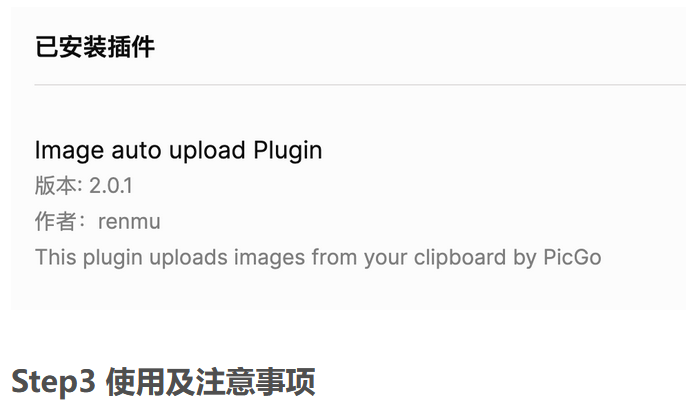 已安装插件
Image auto upload Plugin
版本: 2.0.1
作者：renmu
This plugin uploads images from your clipboard by PicGo
Step3 使用及注意事项